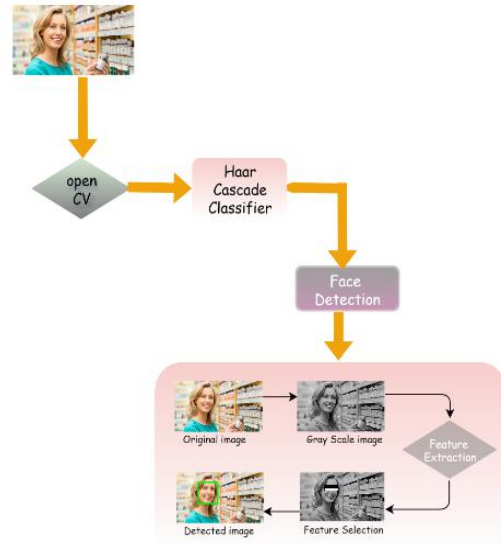 open
CV
Haar
Cascade
Classifier
Face
Detection
Original image
Gray Scale image
Feature
Extraction
Detected image
Feature Selection